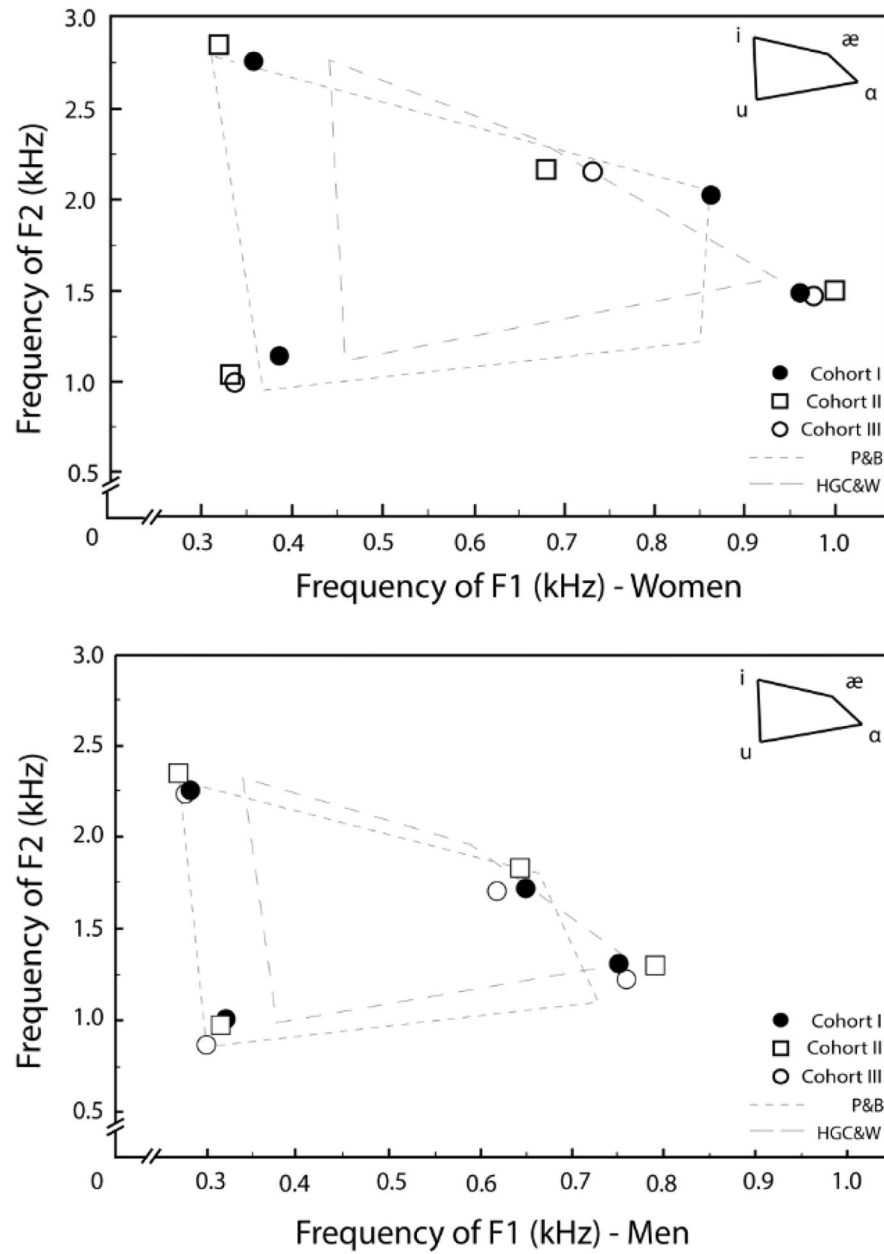 3.0
i
æ
ɑ
u
2.5
2.0
1.5
1.0
0.5
Frequency of F2 (kHz)
Cohort I
Cohort II
Cohort III
P&B
HGC&W
0
0.3 0.4 0.5 0.6 0.7 0.8 0.9 1.0
Frequency of F1 (kHz) - Women
3.0
i
æ
ɑ
u
2.5
2.0
1.5
1.0
0.5
Frequency of F2 (kHz)
Cohort I
Cohort II
Cohort III
P&B
HGC&W
0 0.3 0.4 0.5 0.6 0.7 0.8 0.9 1.0
Frequency of F1 (kHz) - Men